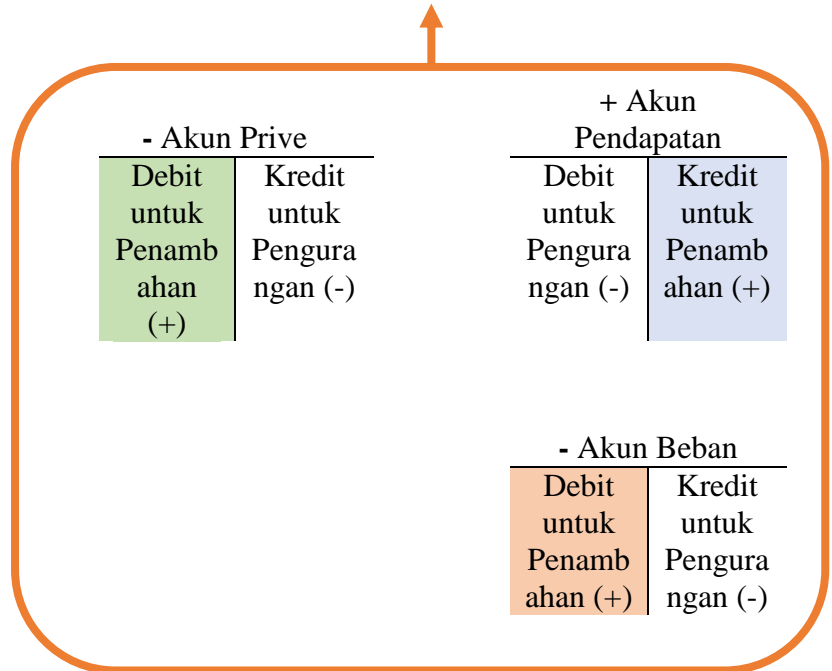 - Akun Prive
Debit
untuk
Penamb
ahan
(+)
Kredit
untuk
Pengura
ngan (-)
+ Akun
Pendapatan
Debit
untuk
Pengura
ngan (-)
Kredit
untuk
Penamb
ahan (+)
- Akun Beban
Debit
untuk
Penamb
ahan (+)
Kredit
untuk
Pengura
ngan (-)